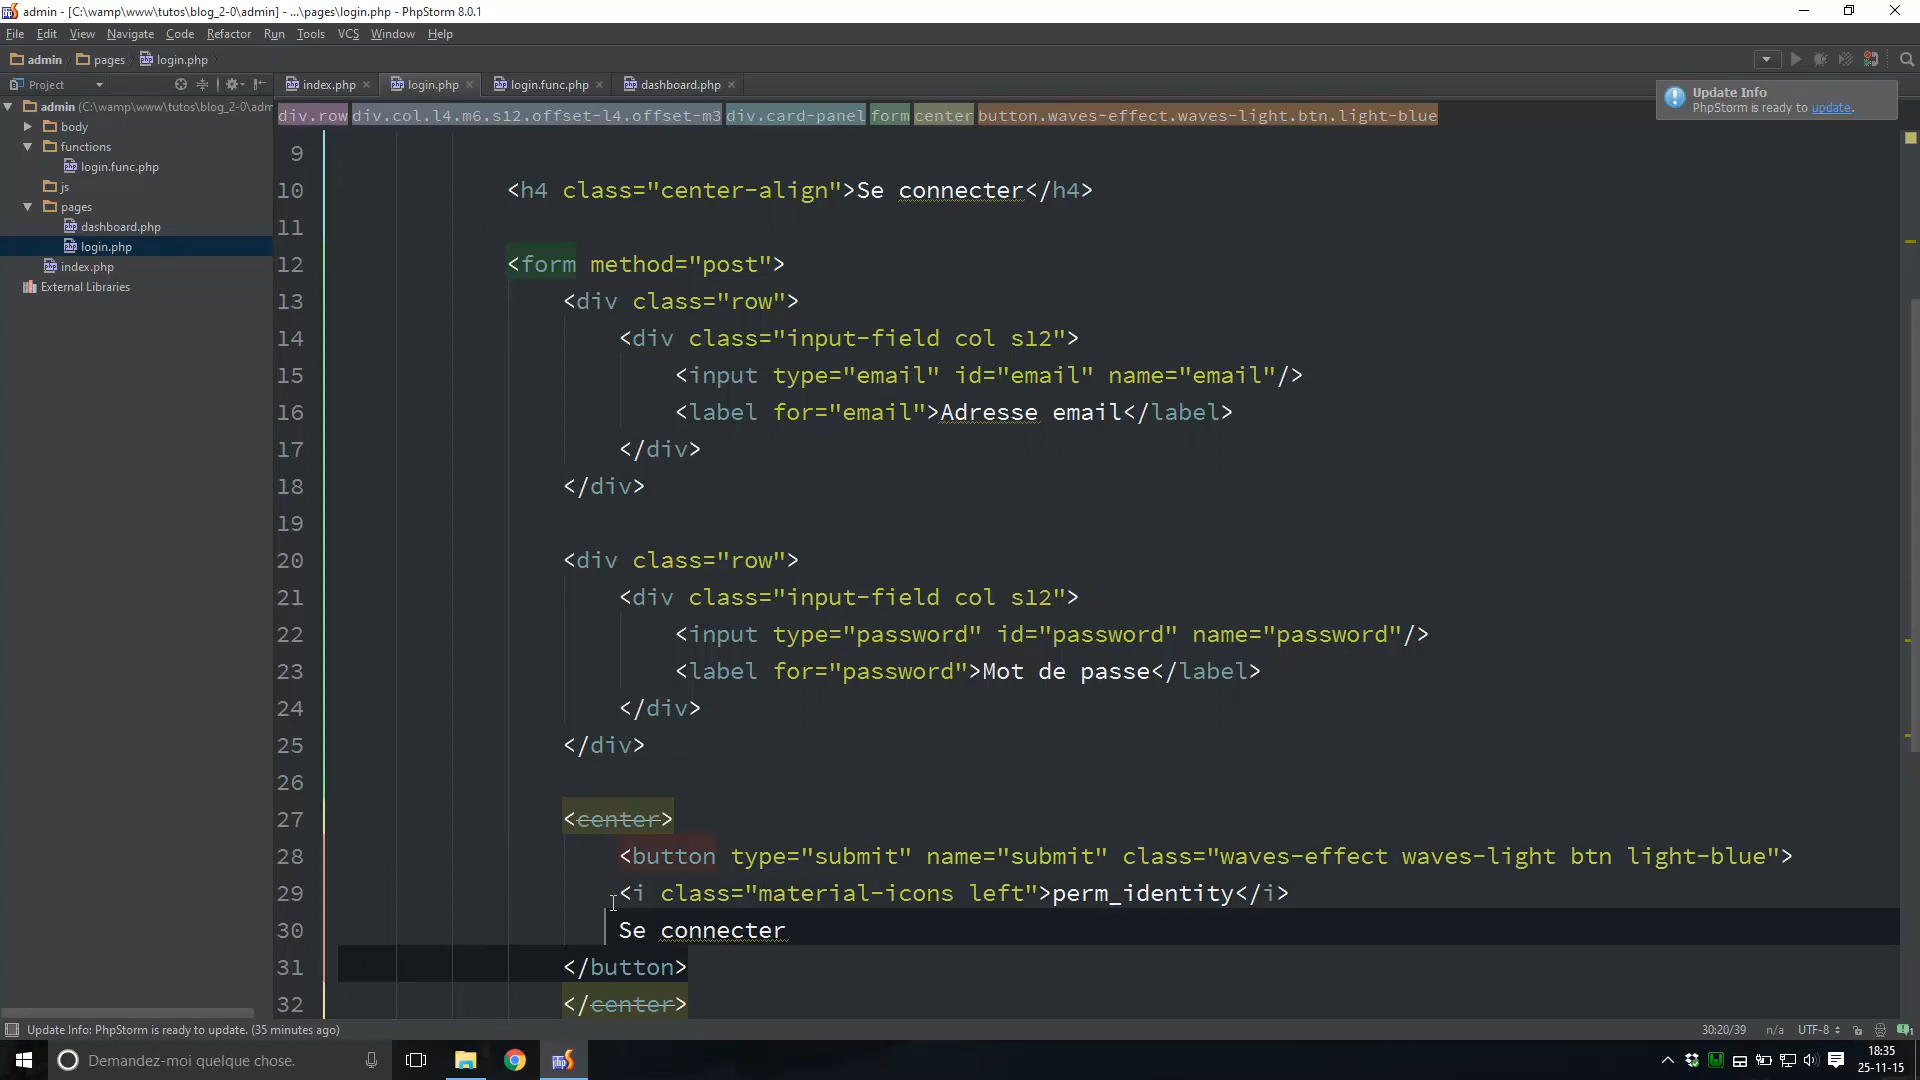 admin - [C:\wamp\www\tutos\blog_2-0\admin] - ...\pages\login.php - PhpStorm 8.0.1
File Edit View Navigate Code Refactor Run Tools VCS Window Help
admin pages login.php
Project index.php login.php login.func.php dashboard.php
Update Info
PhpStorm is ready to update.
admin (C:\wamp\www\tutos\blog_2-0\adm
body
functions
login.func.php
js
pages
dashboard.php
login.php
index.php
External Libraries
div.row div.col.l4.m6.s12.offset-l4.offset-m3 div.card-panel form center button.waves-effect.waves-light.btn.light-blue
9
10 <h4 class="center-align">Se connecter</h4>
11
12 <form method="post">
13 <div class="row">
14 <div class="input-field col s12">
15 <input type="email" id="email" name="email"/>
16 <label for="email">Adresse email</label>
17 </div>
18 </div>
19
20 <div class="row">
21 <div class="input-field col s12">
22 <input type="password" id="password" name="password"/>
23 <label for="password">Mot de passe</label>
24 </div>
25 </div>
26
27 <center>
28 <button type="submit" name="submit" class="waves-effect waves-light btn light-blue">
29 <i class="material-icons left">perm_identity</i>
30 Se connecter
31 </button>
32 </center>
Update Info: PhpStorm is ready to update. (35 minutes ago) 30:20/39 n/a UTF-8
Demandez-moi quelque chose. 18:35
25-11-15